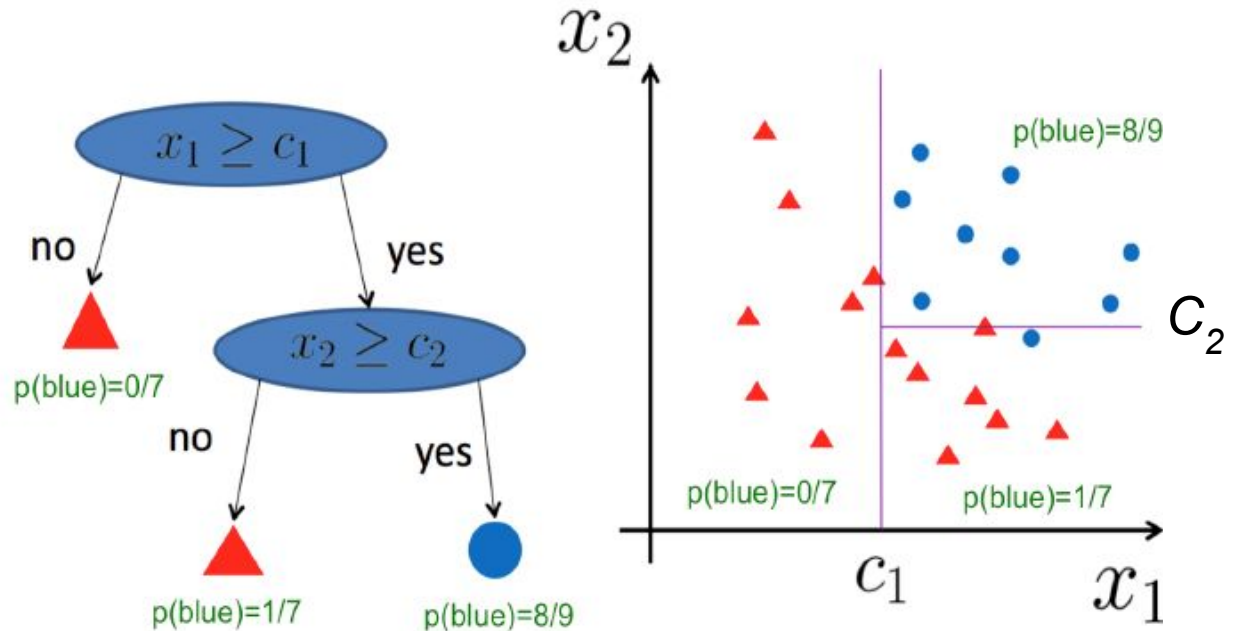 x₁ ≥ c₁
no
yes
p(blue)=0/7
x₂ ≥ c₂
no
yes
p(blue)=1/7
p(blue)=8/9
x₂
p(blue)=8/9
C₂
p(blue)=0/7
p(blue)=1/7
c₁
x₁